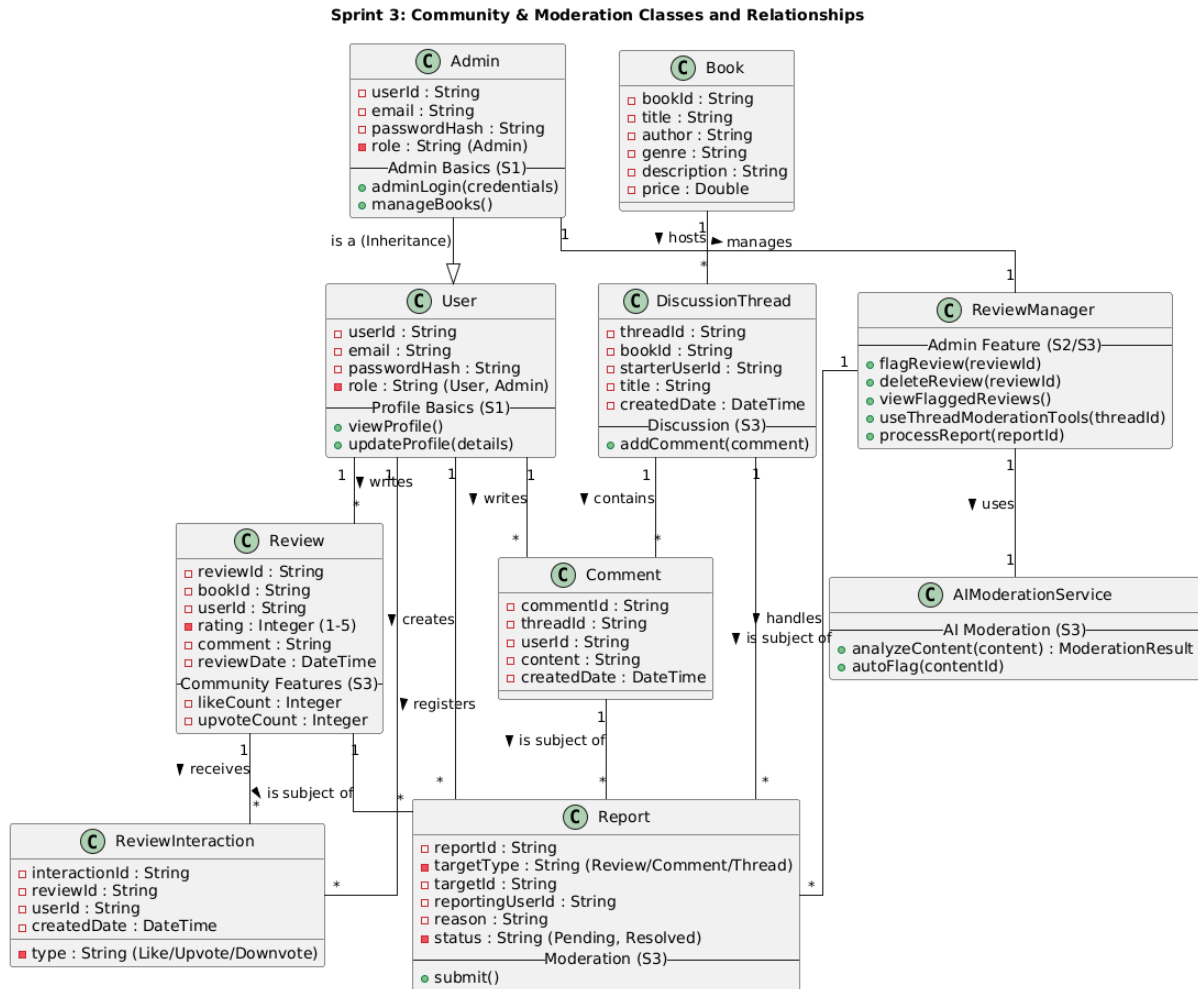 Sprint 3: Community & Moderation Classes and Relationships
C Admin
userId : String
email : String
passwordHash : String
role : String (Admin)
Admin Basics (S1)
adminLogin(credentials)
manageBooks()
C Book
bookId : String
title : String
author : String
genre : String
description : String
price : Double
is a (Inheritance)
1
hosts
1
manages
*
1
C User
userId : String
email : String
passwordHash : String
role : String (User, Admin)
Profile Basics (S1)
viewProfile()
updateProfile(details)
C DiscussionThread
threadId : String
bookId : String
starterUserId : String
title : String
createdDate : DateTime
Discussion (S3)
addComment(comment)
C ReviewManager
Admin Feature (S2/S3)
flagReview(reviewId)
deleteReview(reviewId)
viewFlaggedReviews()
useThreadModerationTools(threadId)
processReport(reportId)
1
1
writes
*
1
1
1
writes
*
1
contains
*
1
1
uses
1
C Review
reviewId : String
bookId : String
userId : String
rating : Integer (1-5)
comment : String
reviewDate : DateTime
Community Features (S3)
likeCount : Integer
upvoteCount : Integer
creates
registers
C Comment
commentId : String
threadId : String
userId : String
content : String
createdDate : DateTime
handles
is subject of
C AIModerationService
AI Moderation (S3)
analyzeContent(content) : ModerationResult
autoFlag(contentId)
1
receives
*
1
is subject of
*
*
1
is subject of
*
*
C ReviewInteraction
interactionId : String
reviewId : String
userId : String
createdDate : DateTime
type : String (Like/Upvote/Downvote)
*
C Report
reportId : String
targetType : String (Review/Comment/Thread)
targetId : String
reportingUserId : String
reason : String
status : String (Pending, Resolved)
Moderation (S3)
submit()
*